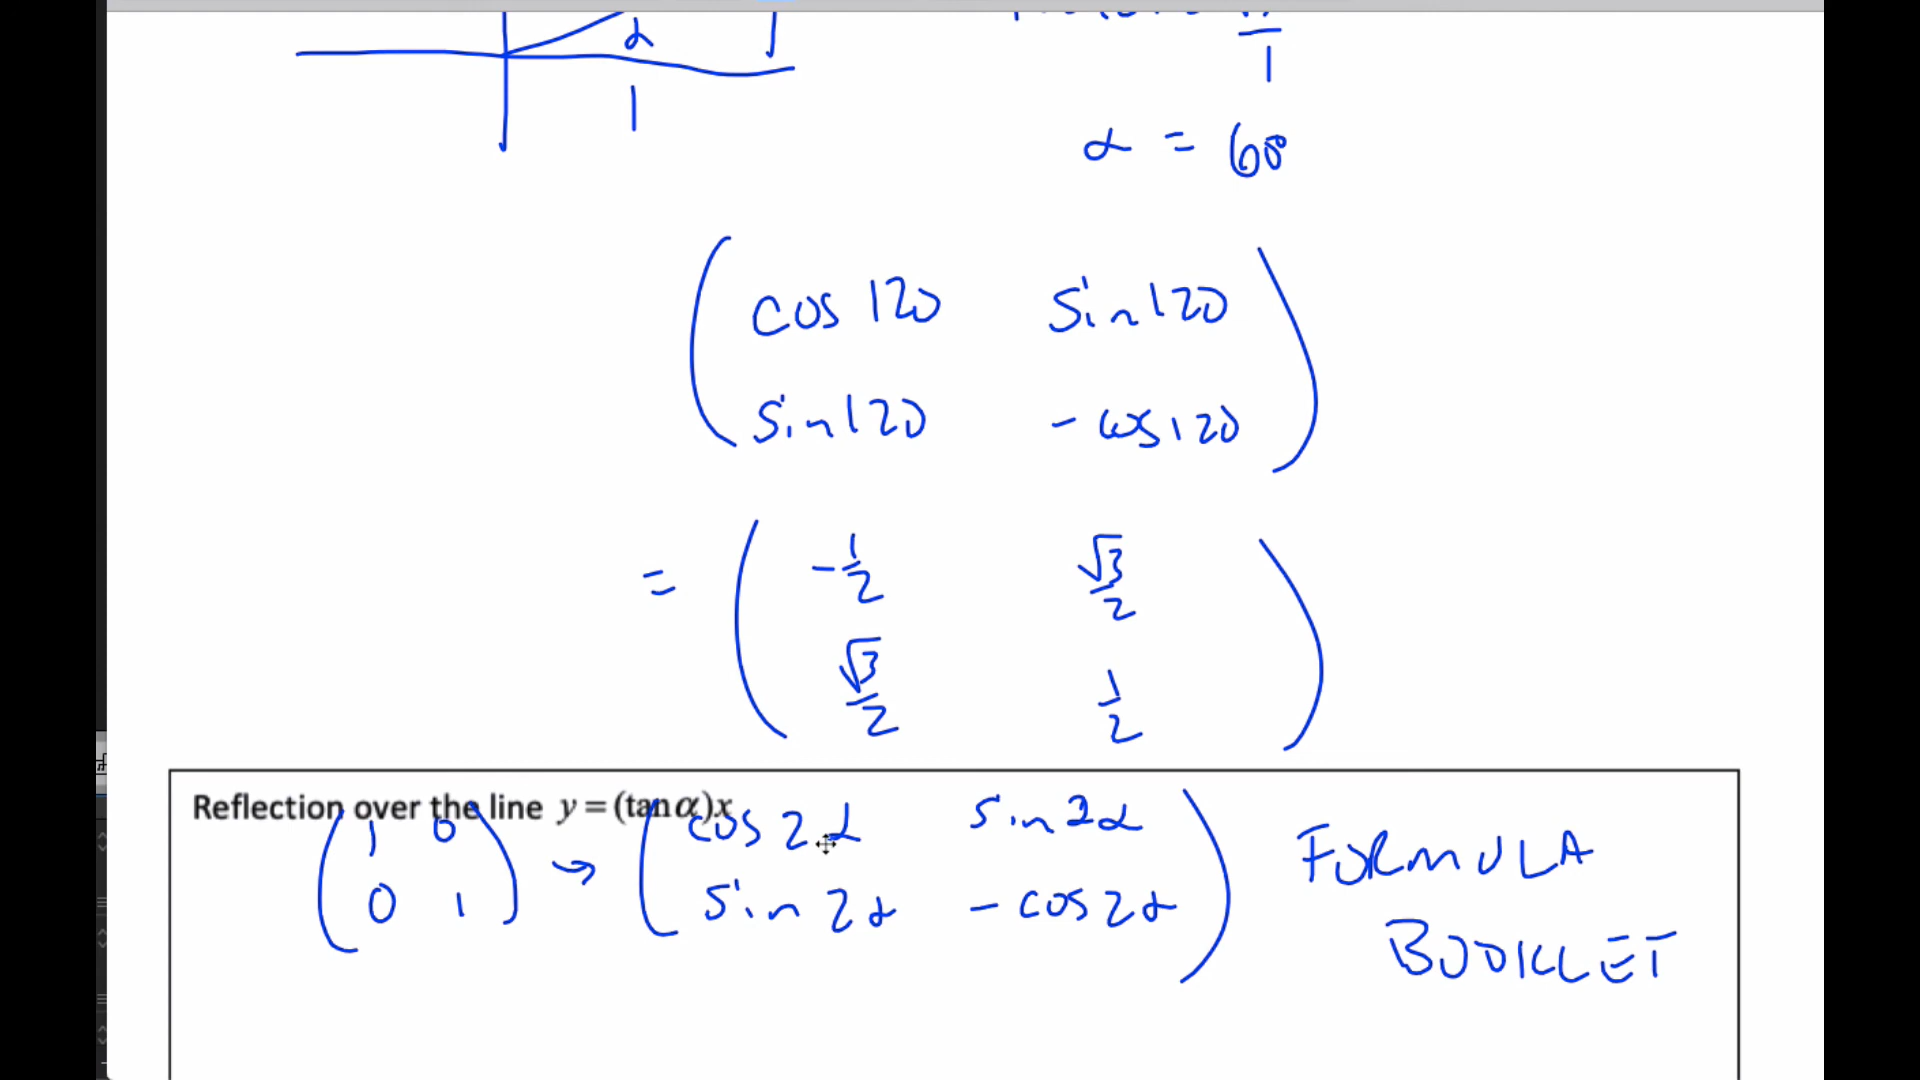 α
1
1
α = 60°
( cos 120 sin 120
sin 120 - cos 120 )
= ( -1/2 √3/2
√3/2 1/2 )
Reflection over the line y = (tan α)x
( 1 0
0 1 ) → ( cos 2α sin 2α
sin 2α - cos 2α )
FORMULA
BOOKLET